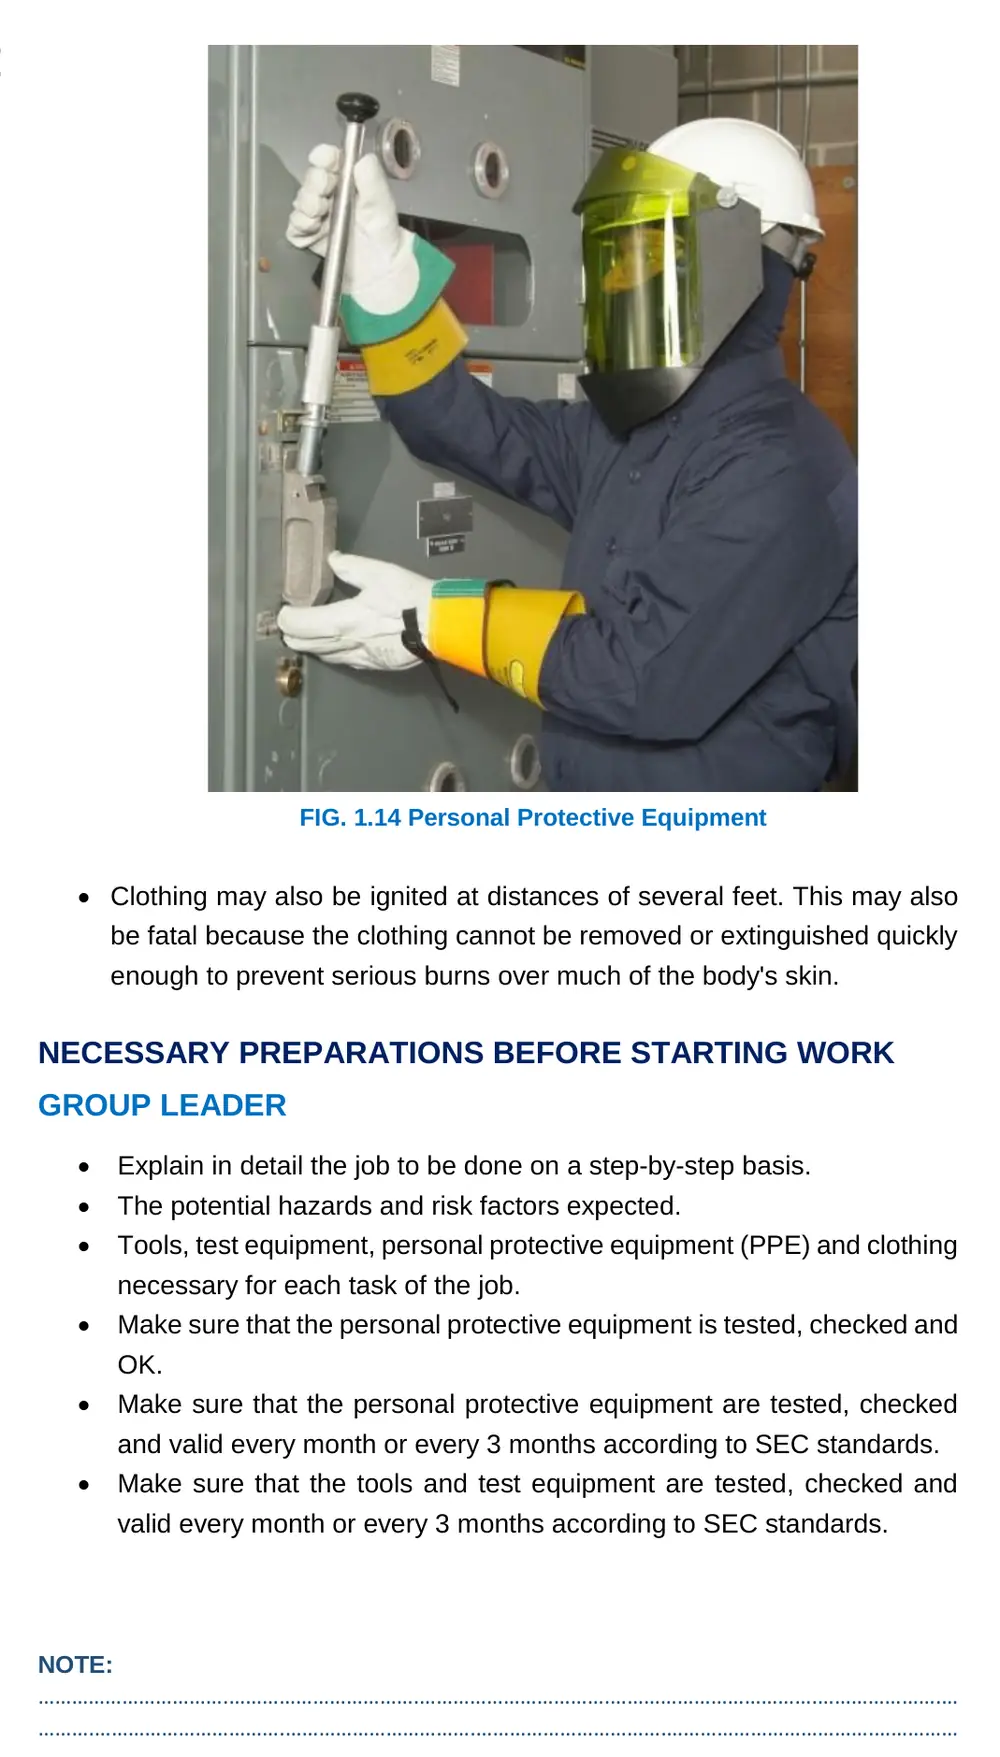 FIG. 1.14 Personal Protective Equipment
• Clothing may also be ignited at distances of several feet. This may also
be fatal because the clothing cannot be removed or extinguished quickly
enough to prevent serious burns over much of the body's skin.
NECESSARY PREPARATIONS BEFORE STARTING WORK
GROUP LEADER
• Explain in detail the job to be done on a step-by-step basis.
• The potential hazards and risk factors expected.
• Tools, test equipment, personal protective equipment (PPE) and clothing
necessary for each task of the job.
• Make sure that the personal protective equipment is tested, checked and
OK.
• Make sure that the personal protective equipment are tested, checked
and valid every month or every 3 months according to SEC standards.
• Make sure that the tools and test equipment are tested, checked and
valid every month or every 3 months according to SEC standards.
NOTE: